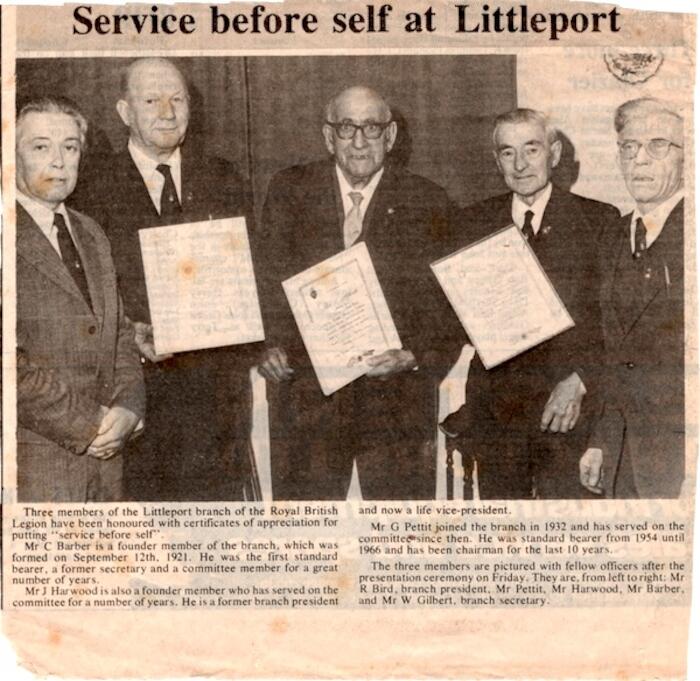 Service before self at Littleport
Three members of the Littleport branch of the Royal British
Legion have been honoured with certificates of appreciation for
putting "service before self".
Mr C Barber is a founder member of the branch, which was
formed on September 12th, 1921. He was the first standard
bearer, a former secretary and a committee member for a great
number of years.
Mr J Harwood is also a founder member who has served on the
committee for a number of years. He is a former branch president
and now a life vice-president.
Mr G Pettit joined the branch in 1932 and has served on the
committee since then. He was standard bearer from 1954 until
1966 and has been chairman for the last 10 years.
The three members are pictured with fellow officers after the
presentation ceremony on Friday. They are, from left to right: Mr
R Bird, branch president, Mr Pettit, Mr Harwood, Mr Barber,
and Mr W Gilbert, branch secretary.